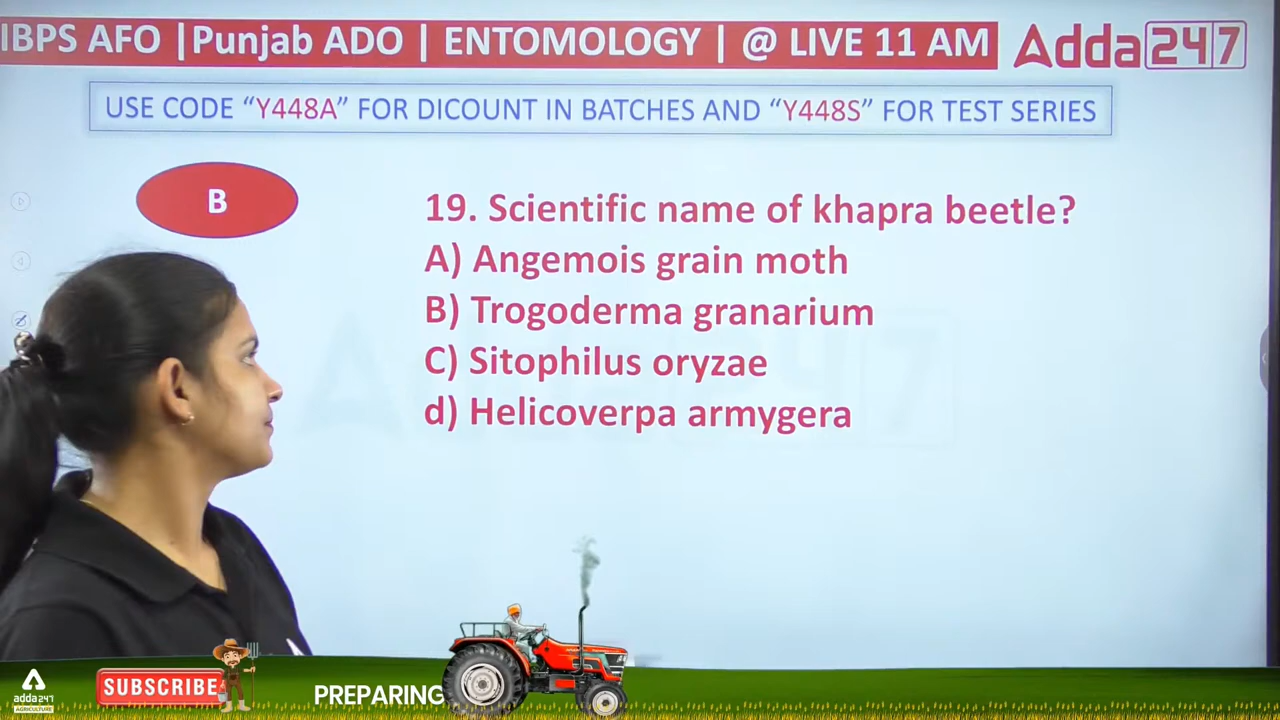 IBPS AFO |Punjab ADO | ENTOMOLOGY | @ LIVE 11 AM
Adda247
USE CODE “Y448A” FOR DICOUNT IN BATCHES AND “Y448S” FOR TEST SERIES
B
19. Scientific name of khapra beetle?
A) Angemois grain moth
B) Trogoderma granarium
C) Sitophilus oryzae
d) Helicoverpa armygera
adda247
AGRICULTURE
SUBSCRIBE
PREPARING